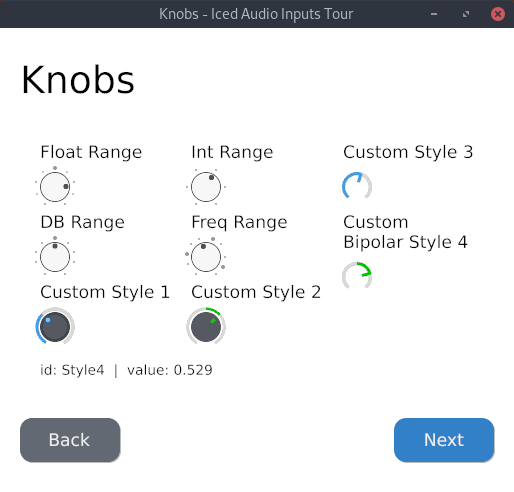 Knobs - Iced Audio Inputs Tour
Knobs
Float Range
Int Range
Custom Style 3
DB Range
Freq Range
Custom
Bipolar Style 4
Custom Style 1
Custom Style 2
id: Style4 | value: 0.529
Back
Next